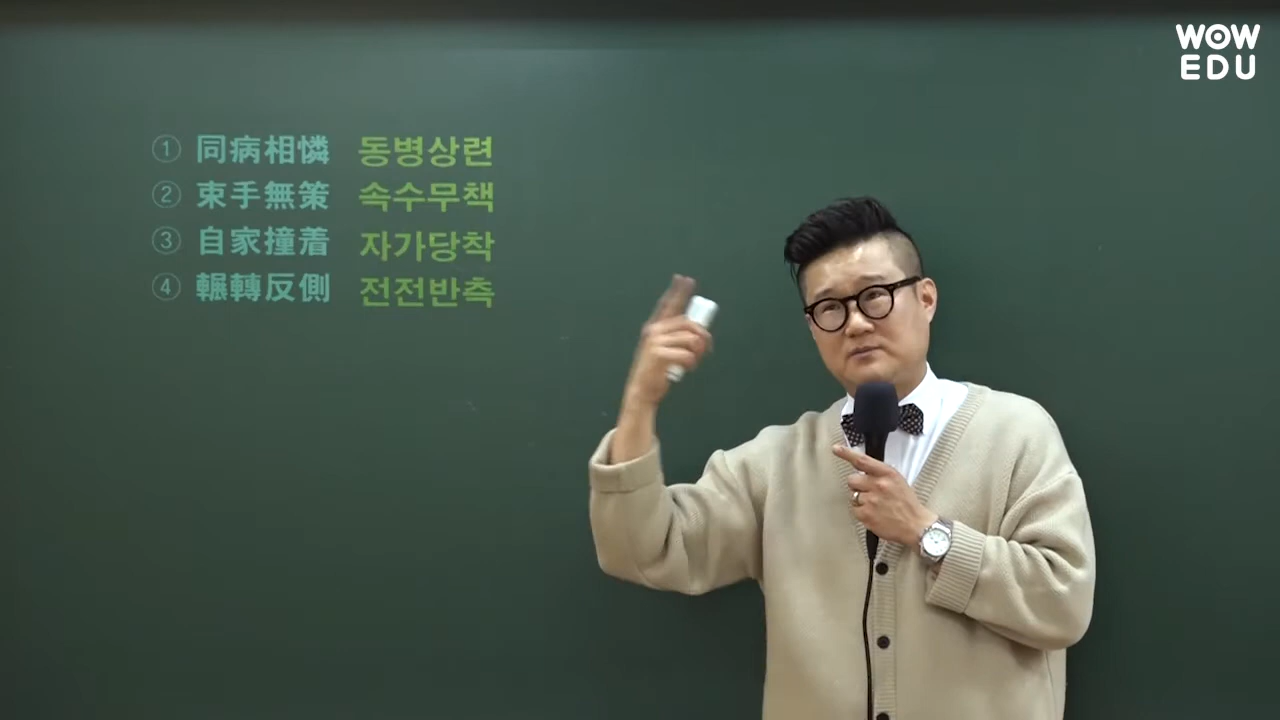 WOW
EDU
① 同病相憐 동병상련
② 束手無策 속수무책
③ 自家撞着 자가당착
④ 輾轉反側 전전반측